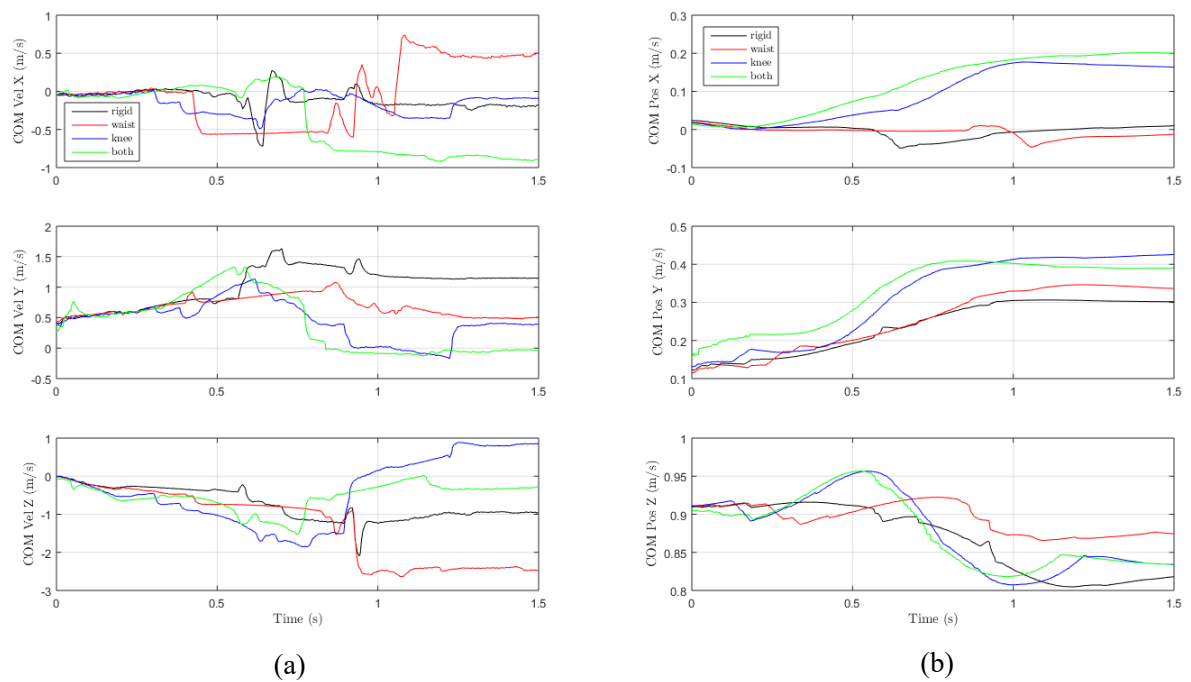 1
0.5
0
-0.5
-1
COM Vel X (m/s)
rigid
waist
knee
both
0 0.5 1 1.5
2
1.5
1
0.5
0
-0.5
COM Vel Y (m/s)
0 0.5 1 1.5
1
0
-1
-2
-3
COM Vel Z (m/s)
0 0.5 1 1.5
Time (s)
(a)
0.3
0.2
0.1
0
-0.1
COM Pos X (m/s)
rigid
waist
knee
both
0 0.5 1 1.5
0.5
0.4
0.3
0.2
0.1
COM Pos Y (m/s)
0 0.5 1 1.5
1
0.95
0.9
0.85
0.8
COM Pos Z (m/s)
0 0.5 1 1.5
Time (s)
(b)